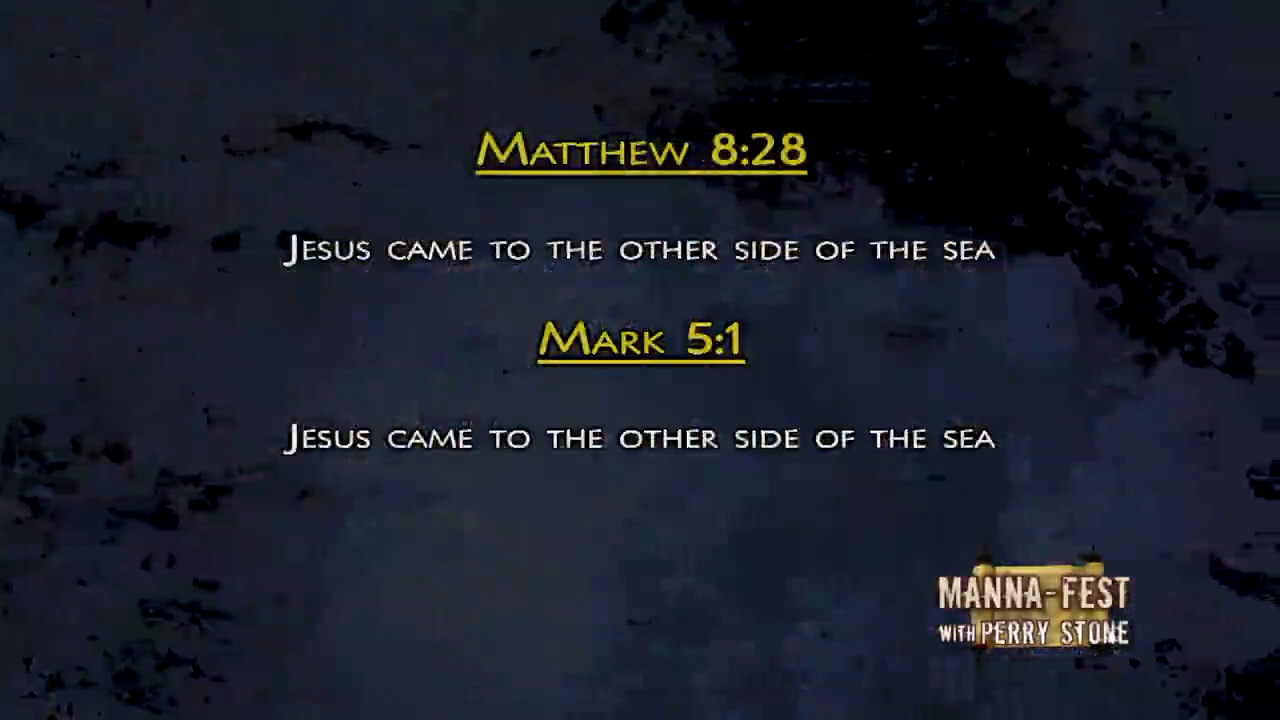 Matthew 8:28
Jesus came to the other side of the sea
Mark 5:1
Jesus came to the other side of the sea
MANNA-FEST
WITH PERRY STONE